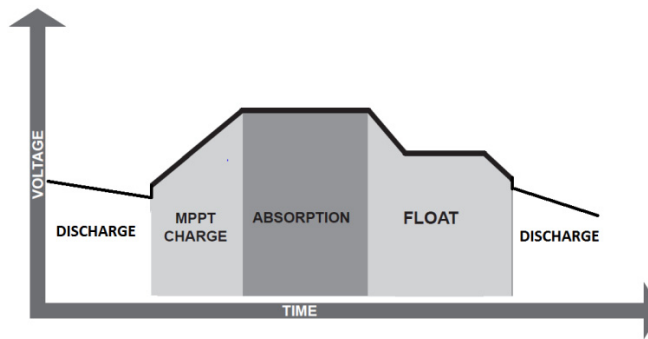 VOLTAGE
DISCHARGE
MPPT
CHARGE
ABSORPTION
FLOAT
DISCHARGE
TIME